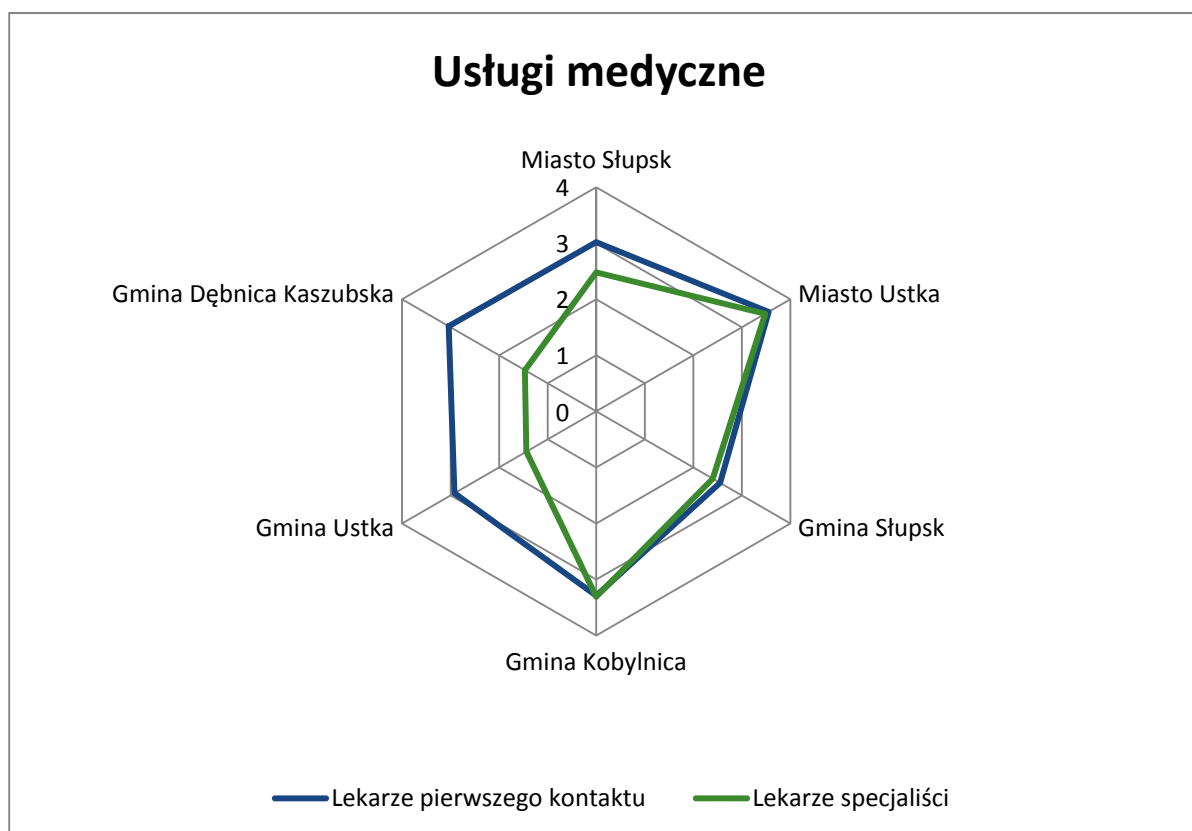 Usługi medyczne
Miasto Słupsk
4
3
2
1
0
Miasto Ustka
Gmina Słupsk
Gmina Kobylnica
Gmina Ustka
Gmina Dębnica Kaszubska
Lekarze pierwszego kontaktu
Lekarze specjaliści